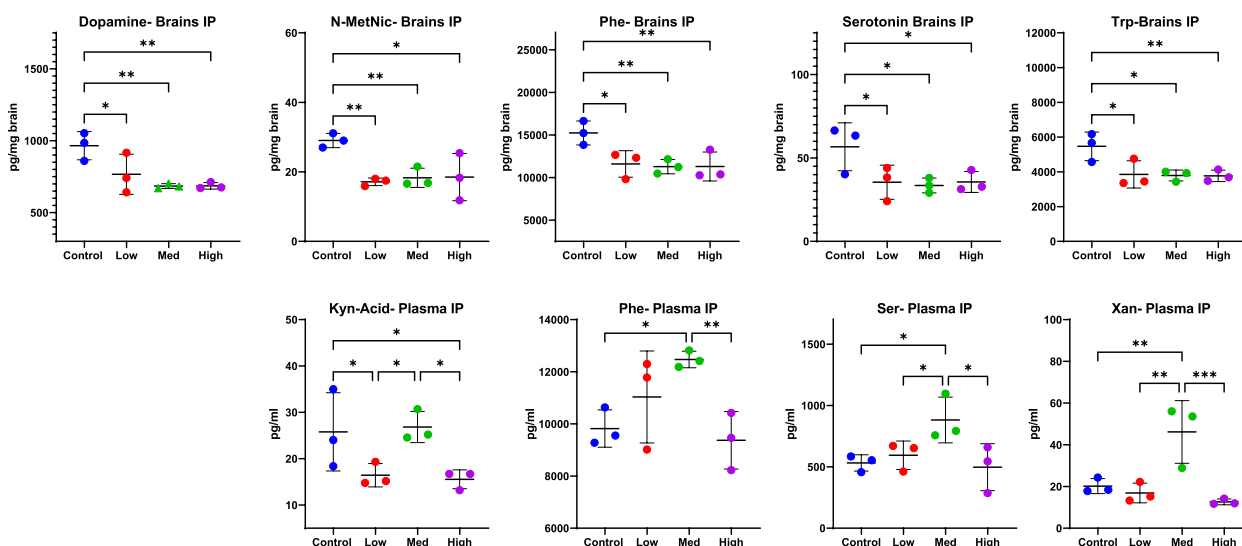 Dopamine- Brains IP
pg/mg brain
1500
1000
500
Control Low Med High
** 
**
*
N-MetNic- Brains IP
pg/mg brain
60
40
20
0
Control Low Med High
*
**
**
Phe- Brains IP
pg/mg brain
25000
20000
15000
10000
5000
Control Low Med High
**
**
*
Serotonin Brains IP
pg/mg brain
100
50
0
Control Low Med High
*
*
*
Trp-Brains IP
pg/mg brain
12000
10000
8000
6000
4000
2000
0
Control Low Med High
**
*
*
Kyn-Acid- Plasma IP
pg/ml
50
40
30
20
10
Control Low Med High
*
* * *
Phe- Plasma IP
pg/ml
14000
12000
10000
8000
6000
Control Low Med High
* **
Ser- Plasma IP
pg/ml
1500
1000
500
0
Control Low Med High
*
* *
Xan- Plasma IP
pg/ml
100
80
60
40
20
0
Control Low Med High
**
** ***